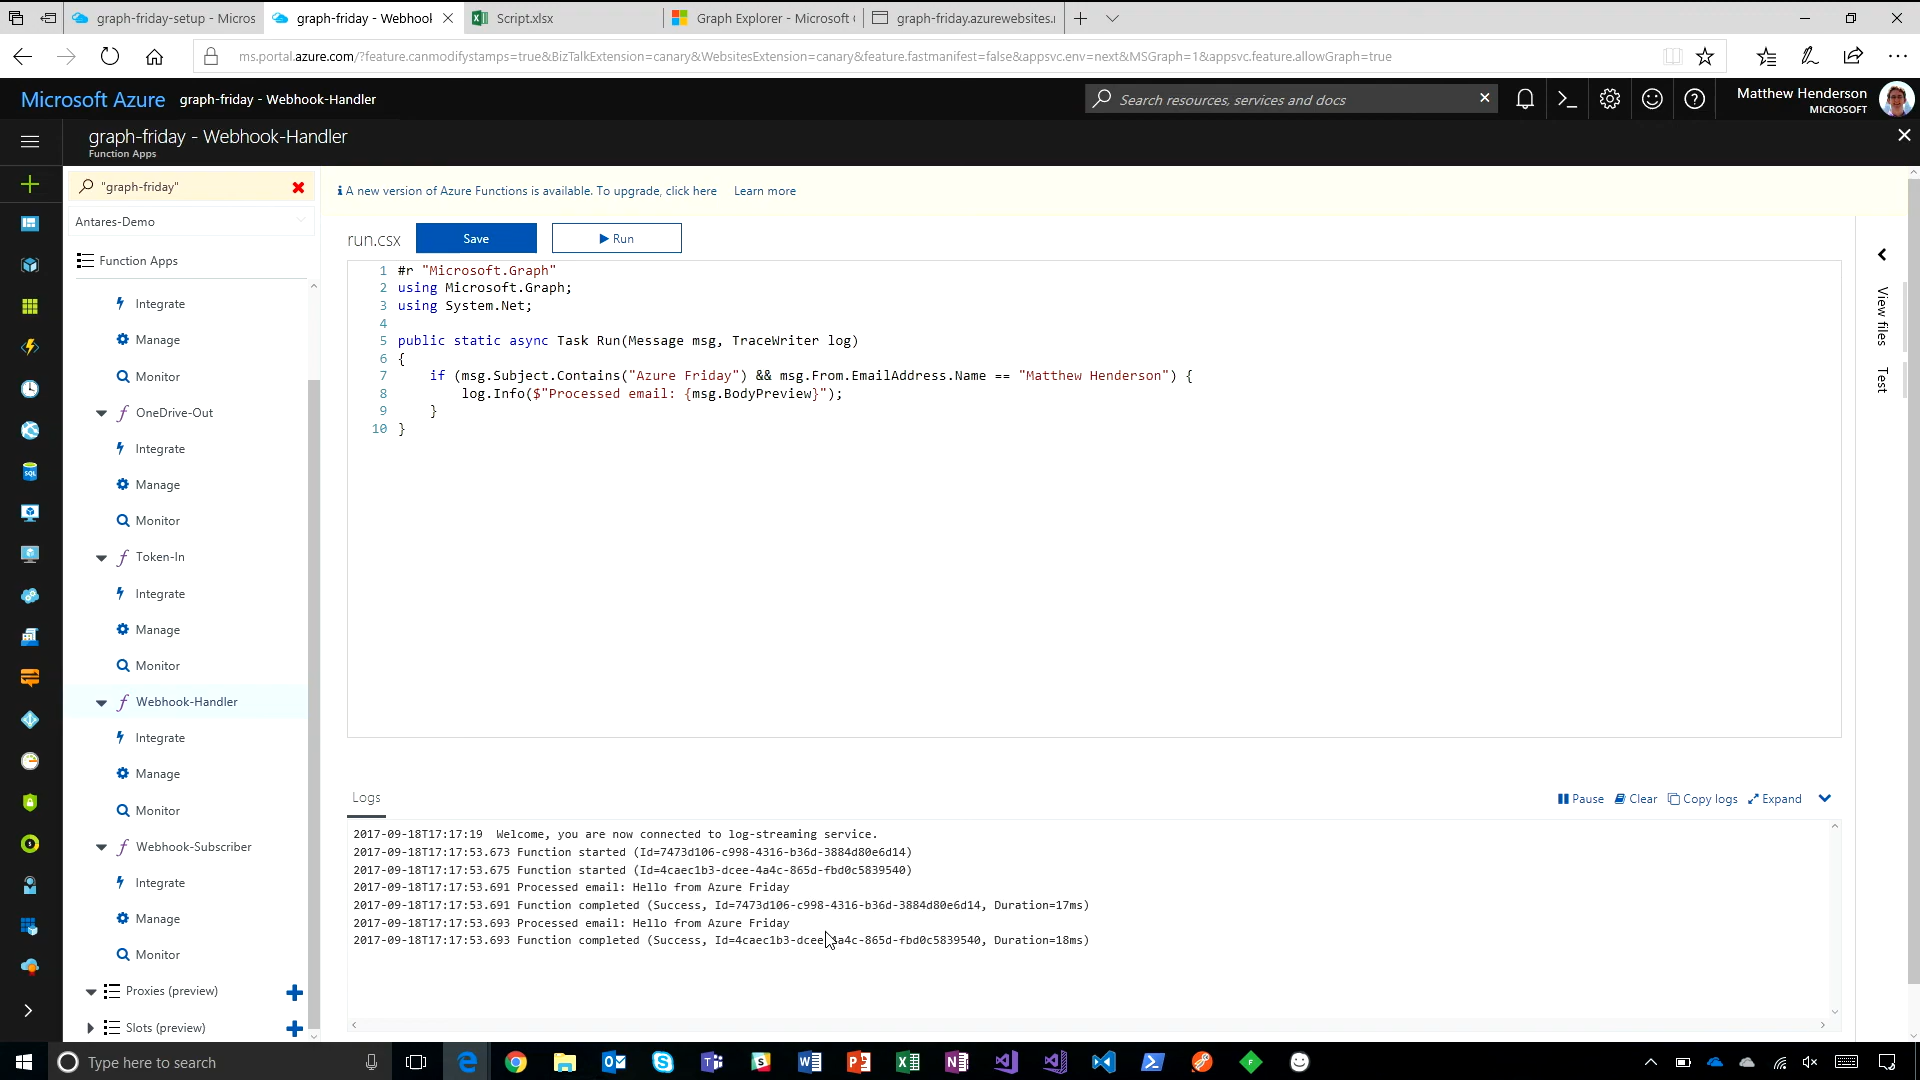 graph-friday-setup - Micros
graph-friday - Webhook
Script.xlsx
Graph Explorer - Microsoft
graph-friday.azurewebsites.
ms.portal.azure.com/?feature.canmodifystamps=true&BizTalkExtension=canary&WebsitesExtension=canary&feature.fastmanifest=false&appsvc.env=next&MSGraph=1&appsvc.feature.allowGraph=true
Microsoft Azure graph-friday - Webhook-Handler
Search resources, services and docs
Matthew Henderson
MICROSOFT
graph-friday - Webhook-Handler
Function Apps
"graph-friday"
Antares-Demo
Function Apps
Integrate
Manage
Monitor
OneDrive-Out
Integrate
Manage
Monitor
Token-In
Integrate
Manage
Monitor
Webhook-Handler
Integrate
Manage
Monitor
Webhook-Subscriber
Integrate
Manage
Monitor
Proxies (preview)
Slots (preview)
A new version of Azure Functions is available. To upgrade, click here Learn more
run.csx Save Run
1 #r "Microsoft.Graph"
2 using Microsoft.Graph;
3 using System.Net;
4
5 public static async Task Run(Message msg, TraceWriter log)
6 {
7 if (msg.Subject.Contains("Azure Friday") && msg.From.EmailAddress.Name == "Matthew Henderson") {
8 log.Info($"Processed email: {msg.BodyPreview}");
9 }
10 }
View files
Test
Logs
Pause Clear Copy logs Expand
2017-09-18T17:17:19 Welcome, you are now connected to log-streaming service.
2017-09-18T17:17:53.673 Function started (Id=7473d106-c998-4316-b36d-3884d80e6d14)
2017-09-18T17:17:53.675 Function started (Id=4caec1b3-dcee-4a4c-865d-fbd0c5839540)
2017-09-18T17:17:53.691 Processed email: Hello from Azure Friday
2017-09-18T17:17:53.691 Function completed (Success, Id=7473d106-c998-4316-b36d-3884d80e6d14, Duration=17ms)
2017-09-18T17:17:53.693 Processed email: Hello from Azure Friday
2017-09-18T17:17:53.693 Function completed (Success, Id=4caec1b3-dcee-4a4c-865d-fbd0c5839540, Duration=18ms)
Type here to search